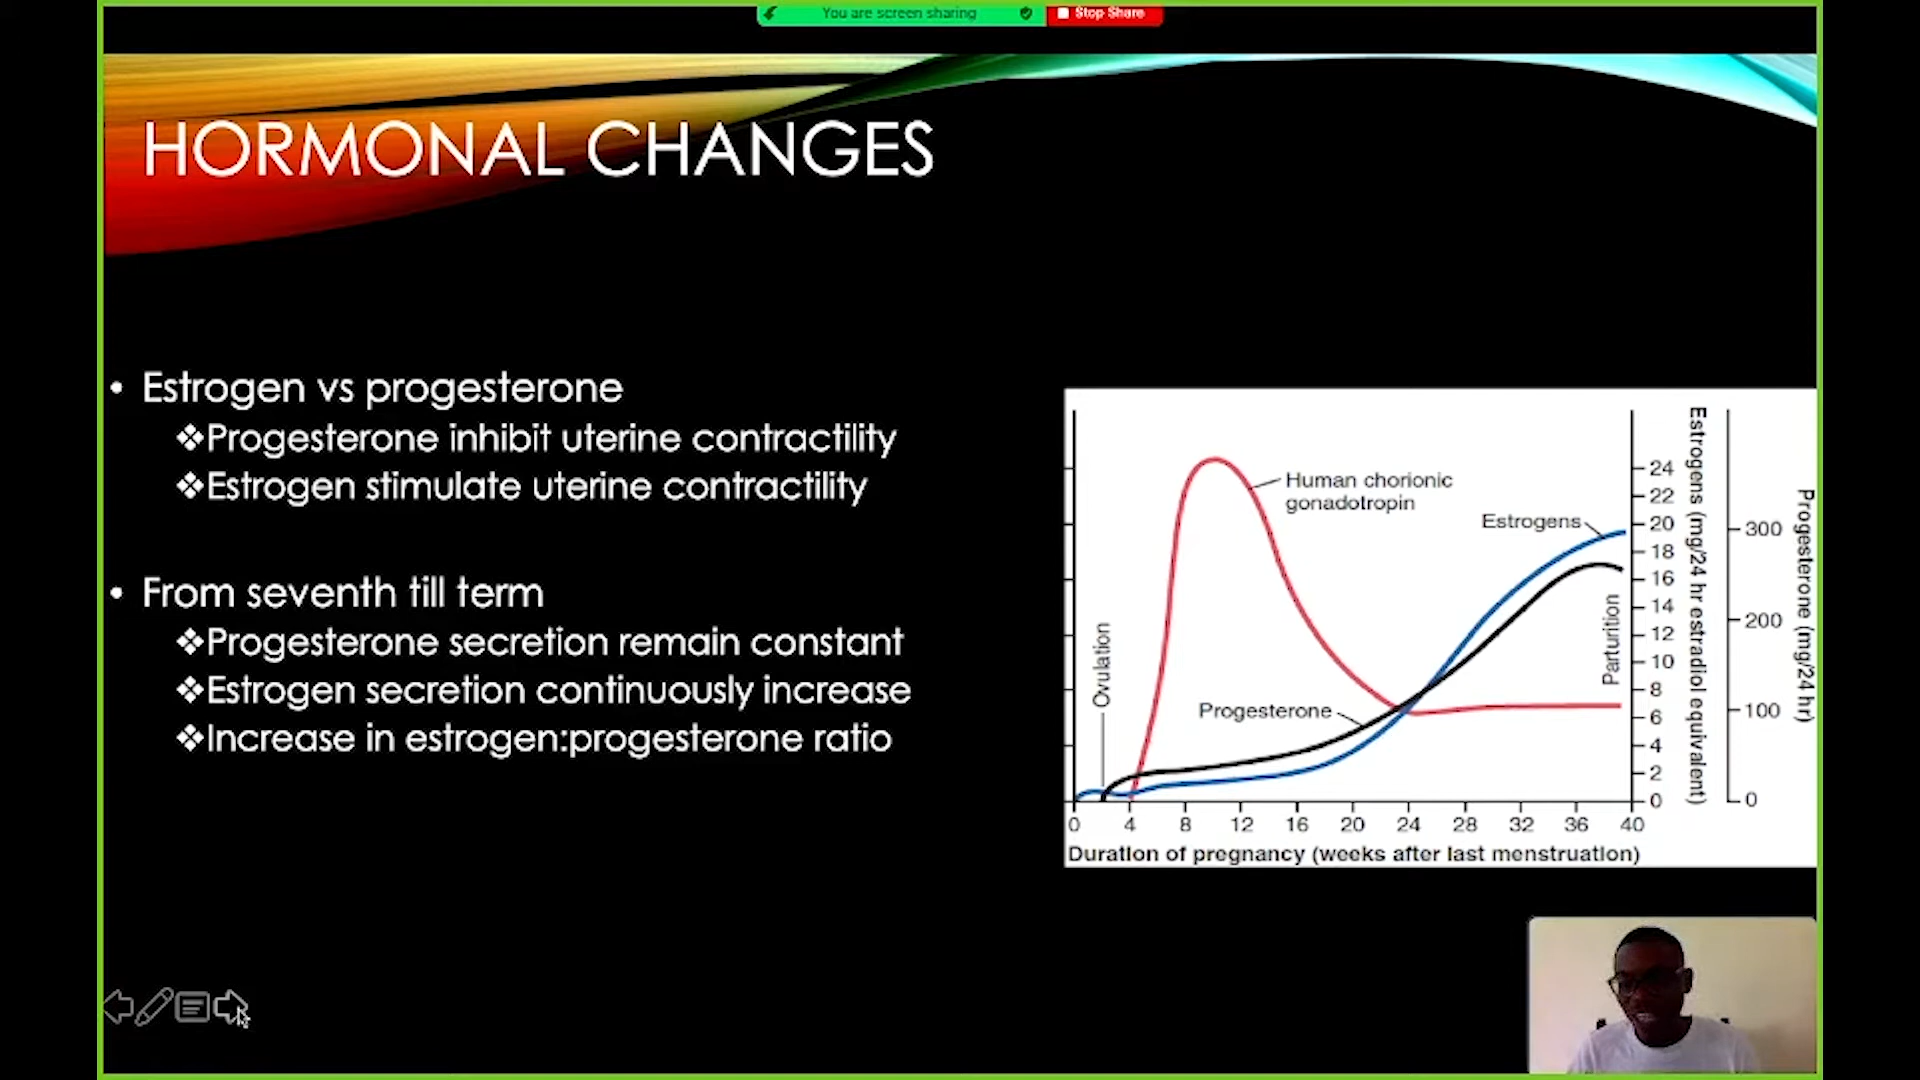 You are screen sharing
Stop Share
HORMONAL CHANGES
• Estrogen vs progesterone
❖Progesterone inhibit uterine contractility
❖Estrogen stimulate uterine contractility
• From seventh till term
❖Progesterone secretion remain constant
❖Estrogen secretion continuously increase
❖Increase in estrogen:progesterone ratio
Human chorionic
gonadotropin
Estrogens
Progesterone
Ovulation
Parturition
24
22
20
18
16
14
12
10
8
6
4
2
0
Estrogens (mg/24 hr estradiol equivalent)
300
200
100
0
Progesterone (mg/24 hr)
0 4 8 12 16 20 24 28 32 36 40
Duration of pregnancy (weeks after last menstruation)